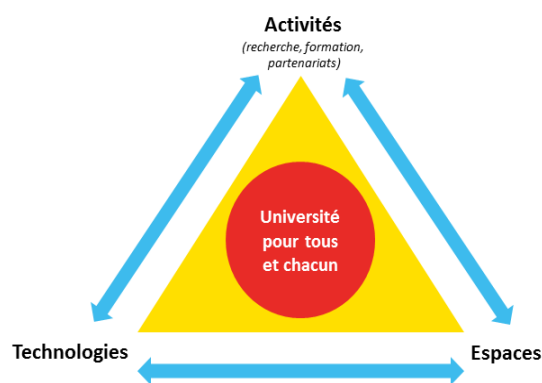 Activités
(recherche, formation,
partenariats)
Université
pour tous
et chacun
Technologies
Espaces